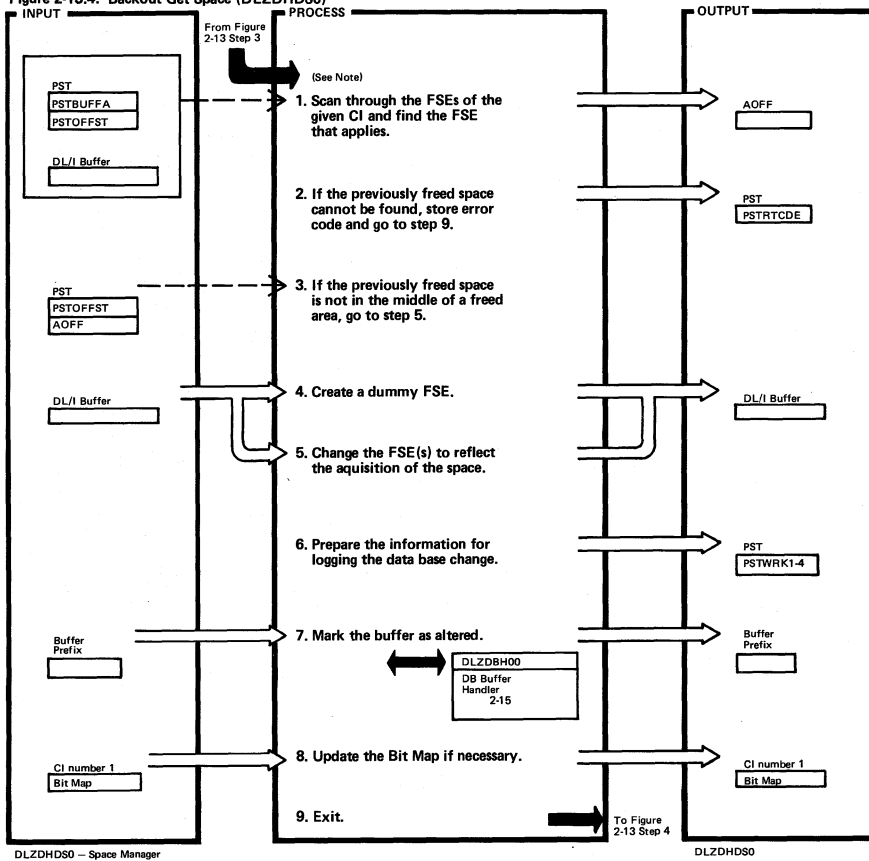 Figure 2-13.4. Backout Get Space (DLZDHDS0)
INPUT
PROCESS
OUTPUT
From Figure
2-13 Step 3
(See Note)
PST
PSTBUFFA
PSTOFFST
DL/I Buffer
1. Scan through the FSEs of the
given CI and find the FSE
that applies.
AOFF
2. If the previously freed space
cannot be found, store error
code and go to step 9.
PST
PSTRTCDE
PST
PSTOFFST
AOFF
3. If the previously freed space
is not in the middle of a freed
area, go to step 5.
DL/I Buffer
4. Create a dummy FSE.
DL/I Buffer
5. Change the FSE(s) to reflect
the aquisition of the space.
6. Prepare the information for
logging the data base change.
PST
PSTWRK1-4
Buffer
Prefix
7. Mark the buffer as altered.
Buffer
Prefix
DLZDBH00
DB Buffer
Handler
2-15
CI number 1
Bit Map
8. Update the Bit Map if necessary.
CI number 1
Bit Map
9. Exit.
To Figure
2-13 Step 4
DLZDHDS0 — Space Manager
DLZDHDS0